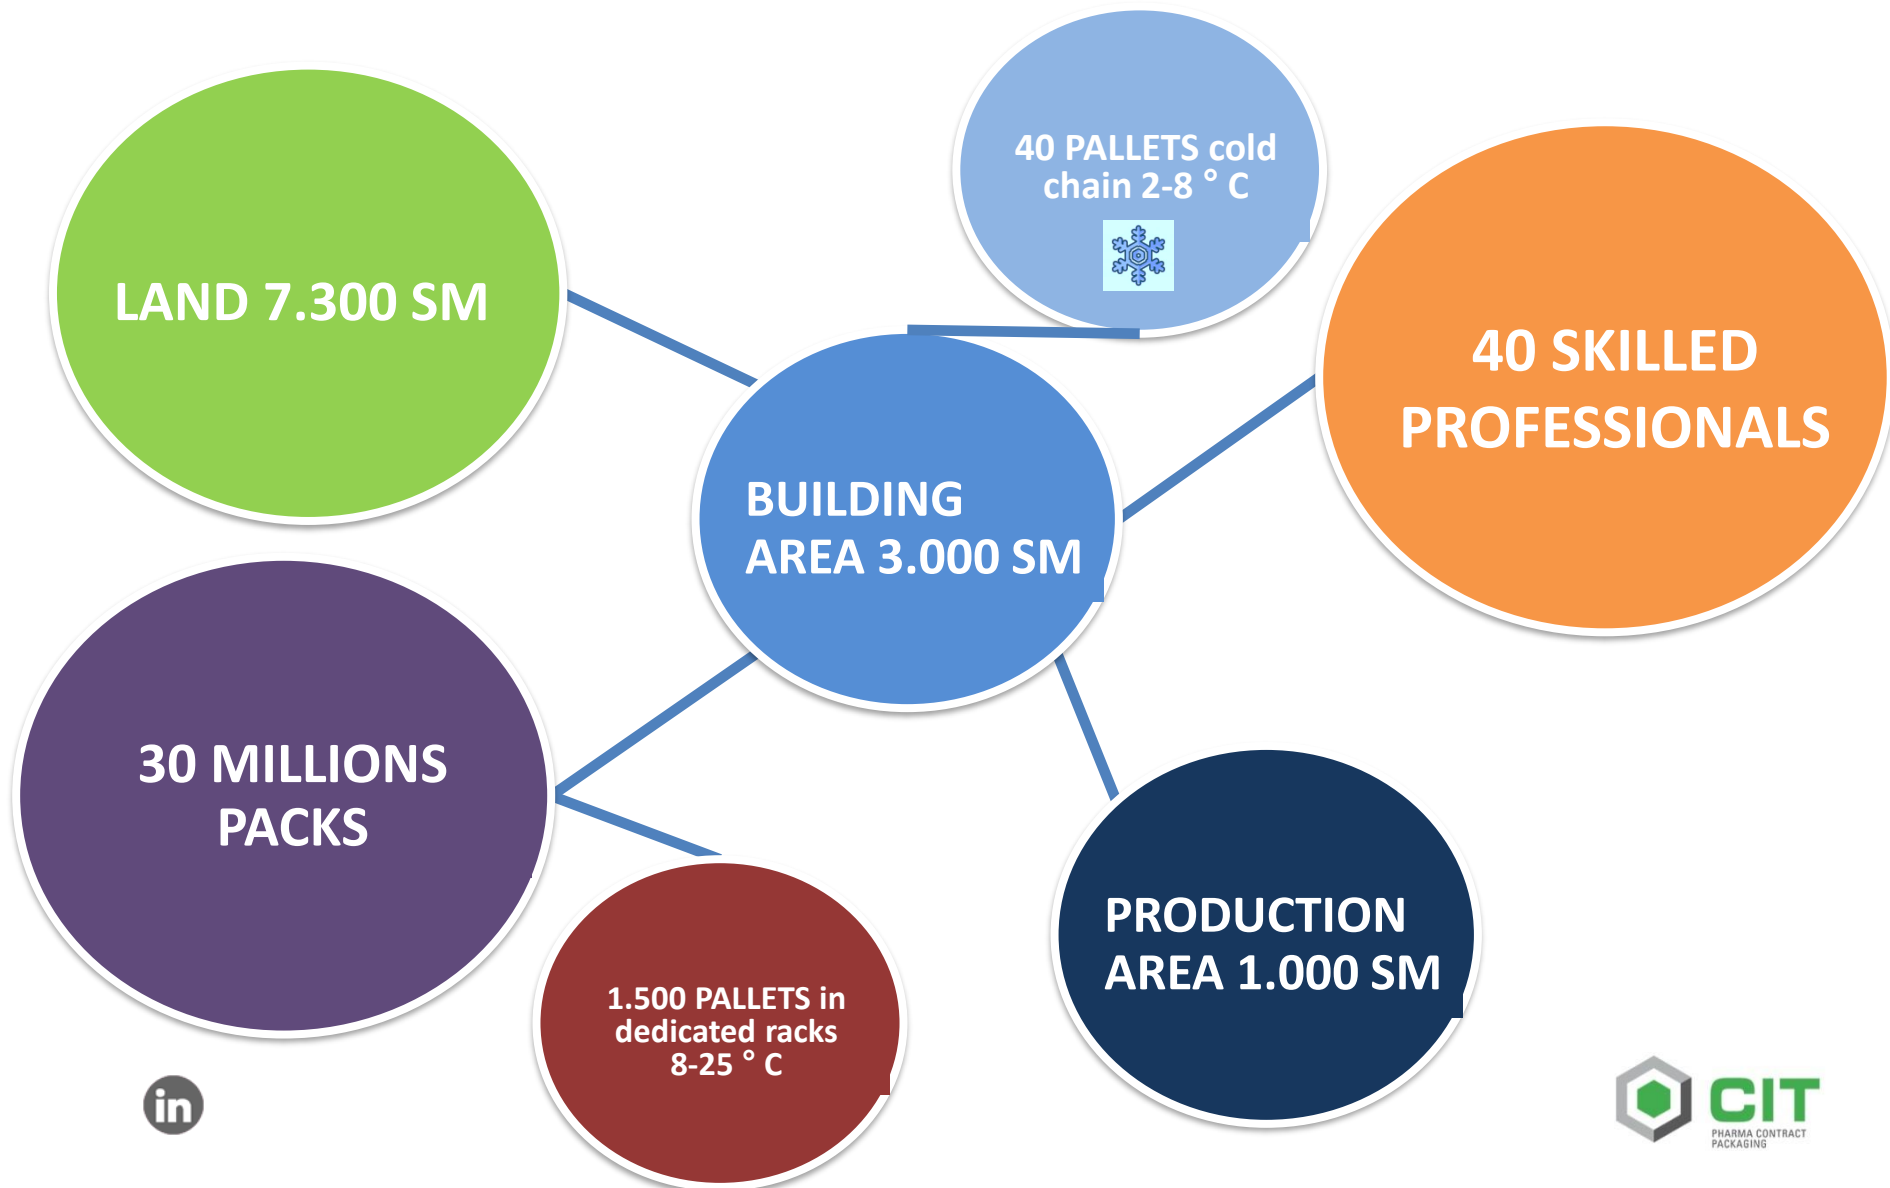 40 PALLETS cold
chain 2-8 ° C
LAND 7.300 SM
40 SKILLED
PROFESSIONALS
BUILDING
AREA 3.000 SM
30 MILLIONS
PACKS
PRODUCTION
AREA 1.000 SM
1.500 PALLETS in
dedicated racks
8-25 ° C
in
CIT
PHARMA CONTRACT
PACKAGING